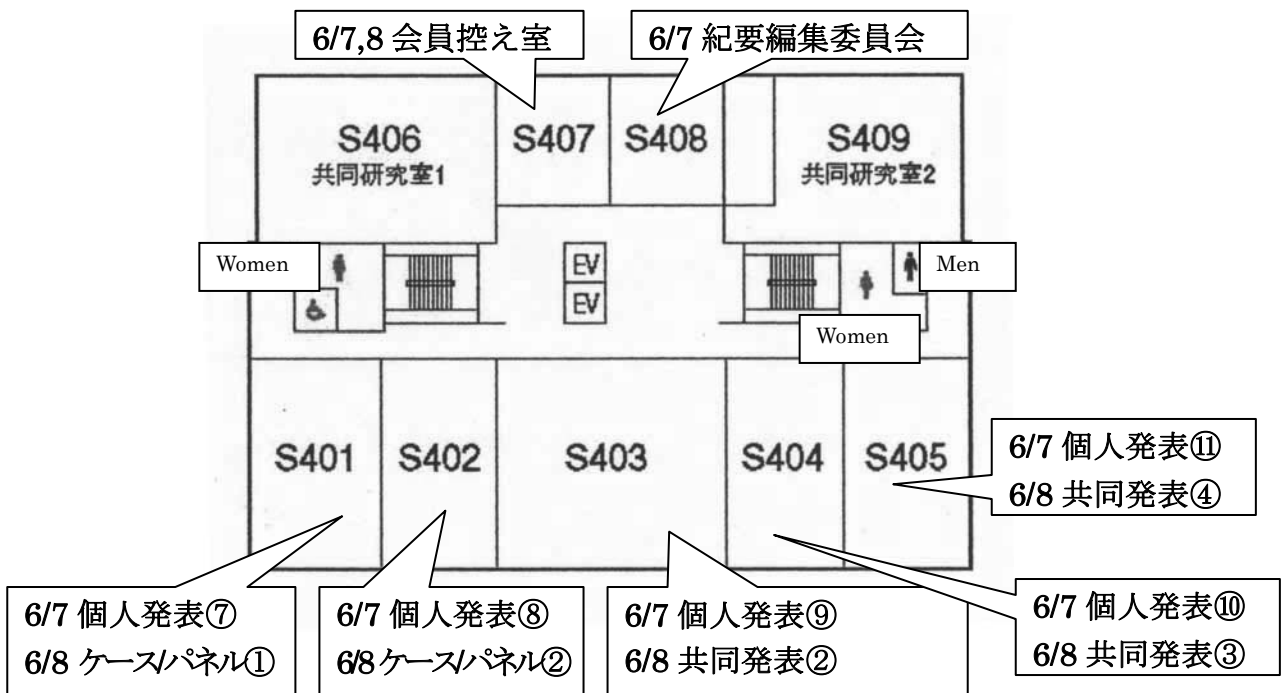 6/7,8 会員控え室
6/7 紀要編集委員会
S406
共同研究室1
S407
S408
S409
共同研究室2
Women
EV
EV
Men
Women
S401
S402
S403
S404
S405
6/7 個人発表⑪
6/8 共同発表④
6/7 個人発表⑦
6/8 ケース/パネル①
6/7 個人発表⑧
6/8 ケース/パネル②
6/7 個人発表⑨
6/8 共同発表②
6/7 個人発表⑩
6/8 共同発表③